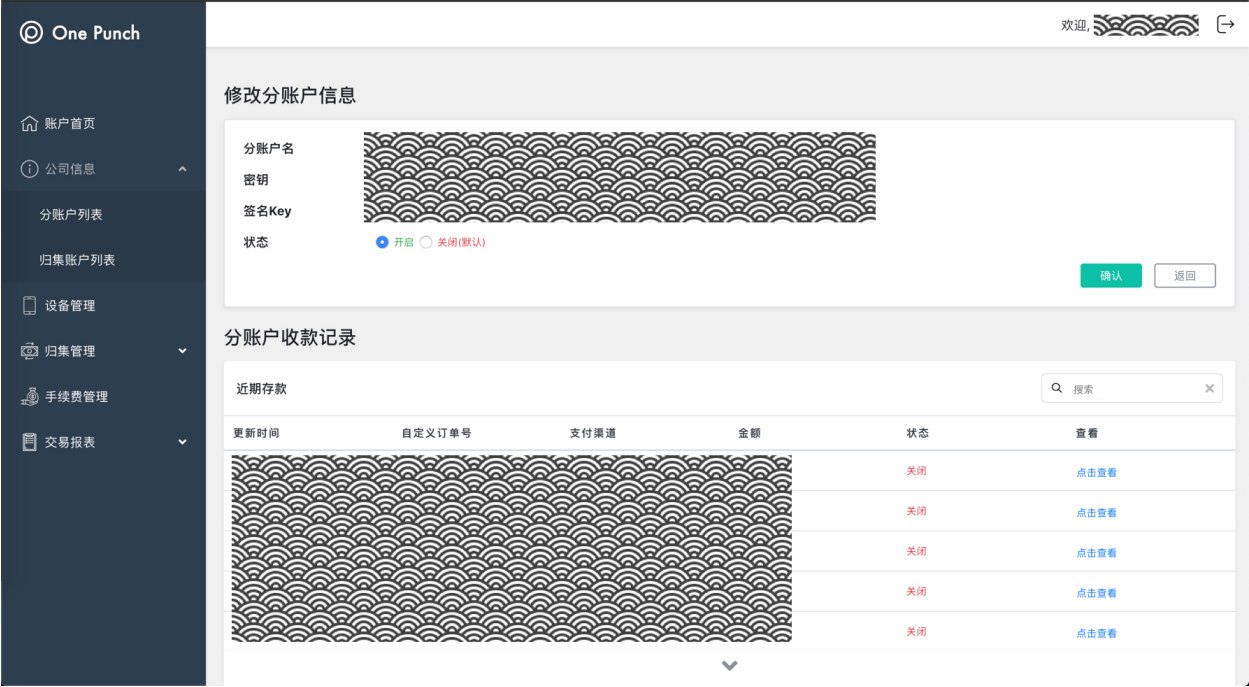 One Punch
欢迎,
账户首页
公司信息
分账户列表
归集账户列表
设备管理
归集管理
手续费管理
交易报表
修改分账户信息
分账户名
密钥
签名Key
状态 开启 关闭(默认)
确认 返回
分账户收款记录
近期存款 搜索
更新时间 自定义订单号 支付渠道 金额 状态 查看
关闭 点击查看
关闭 点击查看
关闭 点击查看
关闭 点击查看
关闭 点击查看